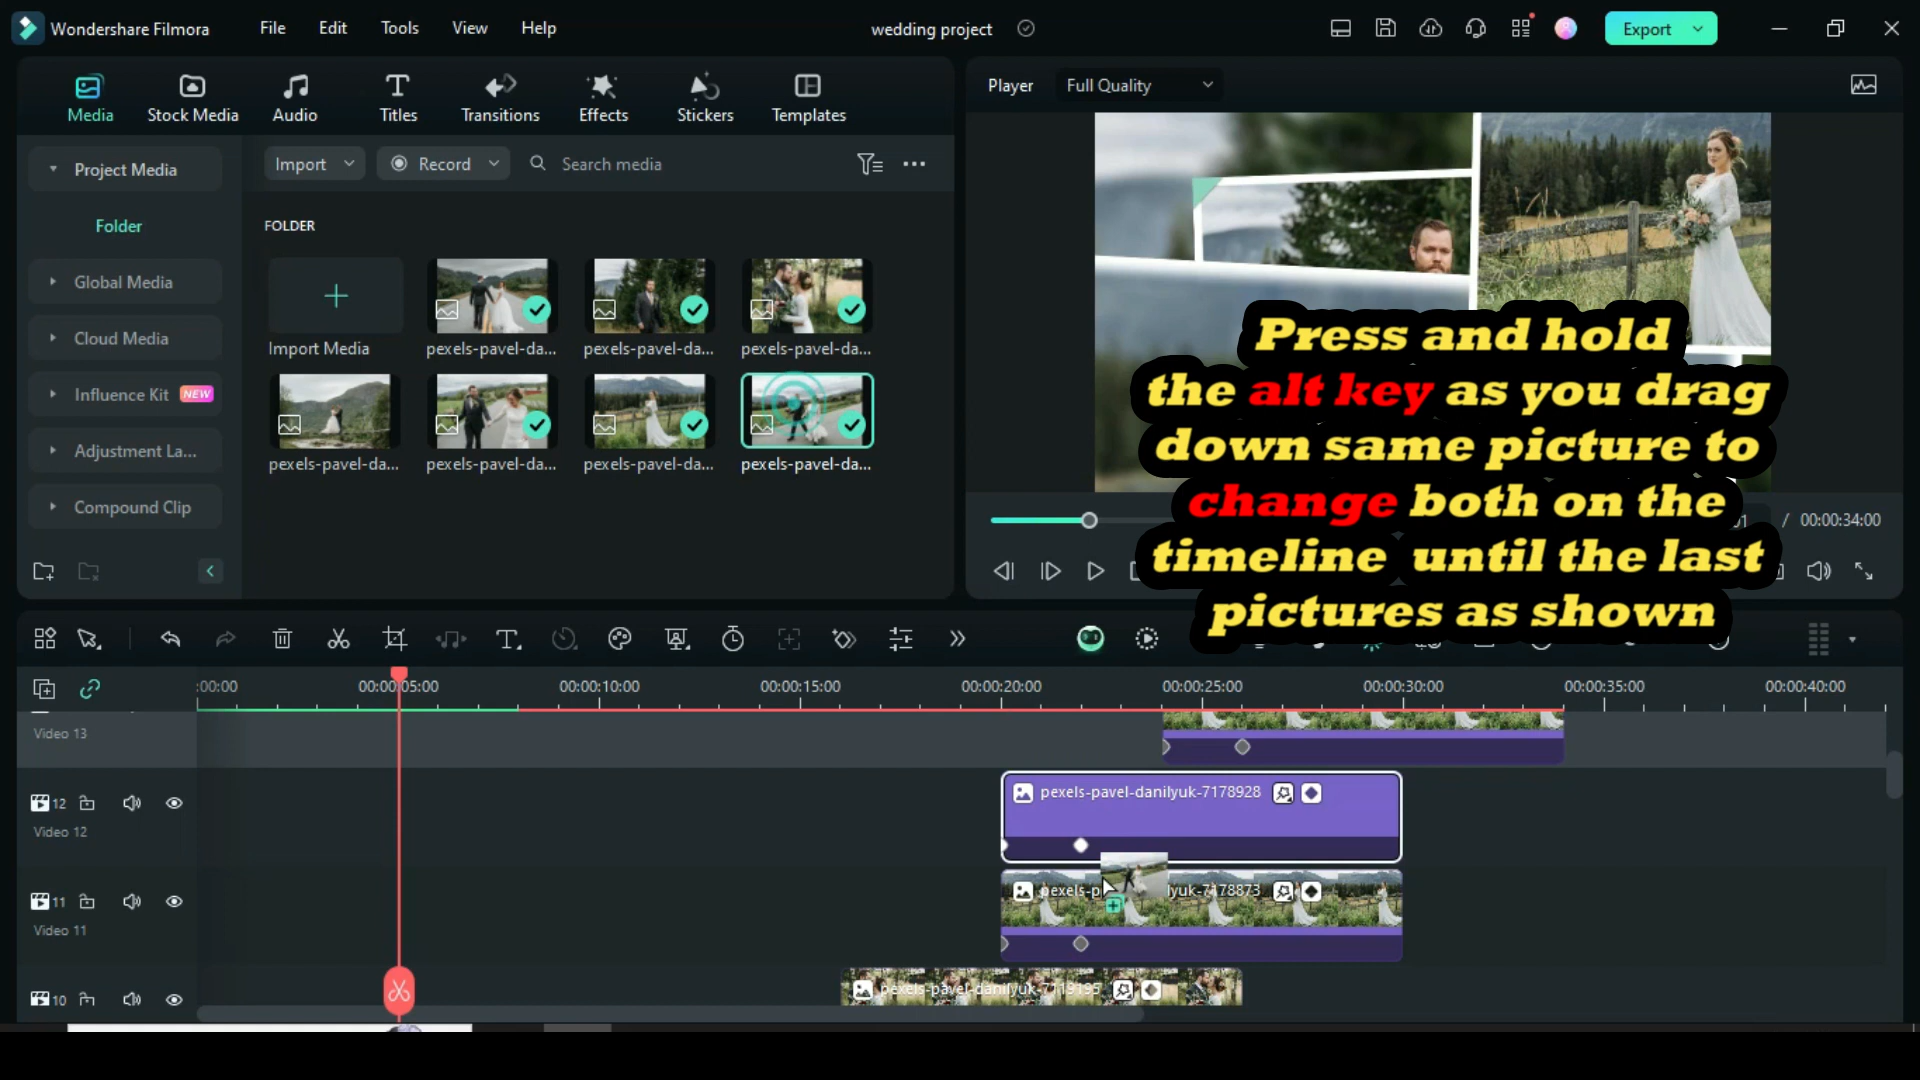 Wondershare Filmora
File
Edit
Tools
View
Help
wedding project
Export
Media
Stock Media
Audio
Titles
Transitions
Effects
Stickers
Templates
Player
Full Quality
Project Media
Import
Record
Search media
Folder
FOLDER
Global Media
Cloud Media
Influence Kit
NEW
Adjustment La...
Compound Clip
Import Media
pexels-pavel-da...
pexels-pavel-da...
pexels-pavel-da...
pexels-pavel-da...
pexels-pavel-da...
pexels-pavel-da...
pexels-pavel-da...
Press and hold
the alt key as you drag
down same picture to
change both on the
timeline until the last
pictures as shown
/ 00:00:34:00
:00:00
00:00:05:00
00:00:10:00
00:00:15:00
00:00:20:00
00:00:25:00
00:00:30:00
00:00:35:00
00:00:40:00
Video 13
12
Video 12
pexels-pavel-danilyuk-7178928
11
Video 11
pexels-p lyuk-7178873
10
pexels-pavel-danilyuk-7119195